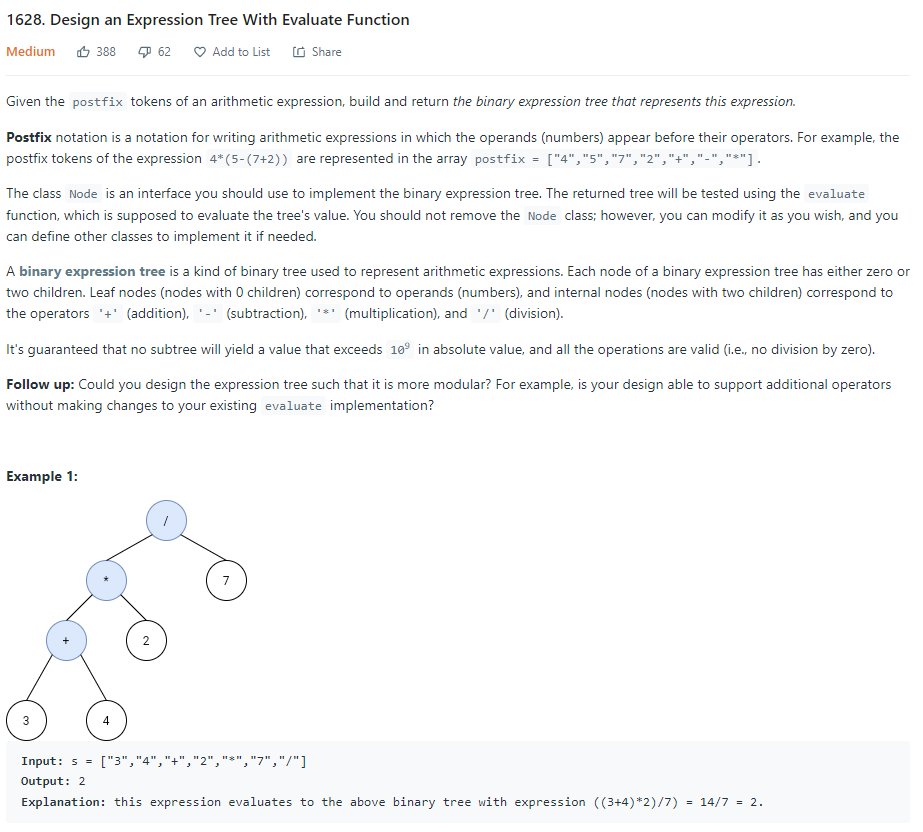 1628. Design an Expression Tree With Evaluate Function
Medium 388 62 Add to List Share
Given the postfix tokens of an arithmetic expression, build and return the binary expression tree that represents this expression.
Postfix notation is a notation for writing arithmetic expressions in which the operands (numbers) appear before their operators. For example, the
postfix tokens of the expression 4*(5-(7+2)) are represented in the array postfix = ["4","5","7","2","+","-","*"].
The class Node is an interface you should use to implement the binary expression tree. The returned tree will be tested using the evaluate
function, which is supposed to evaluate the tree's value. You should not remove the Node class; however, you can modify it as you wish, and you
can define other classes to implement it if needed.
A binary expression tree is a kind of binary tree used to represent arithmetic expressions. Each node of a binary expression tree has either zero or
two children. Leaf nodes (nodes with 0 children) correspond to operands (numbers), and internal nodes (nodes with two children) correspond to
the operators '+' (addition), '-' (subtraction), '*' (multiplication), and '/' (division).
It's guaranteed that no subtree will yield a value that exceeds 10⁹ in absolute value, and all the operations are valid (i.e., no division by zero).
Follow up: Could you design the expression tree such that it is more modular? For example, is your design able to support additional operators
without making changes to your existing evaluate implementation?
Example 1:
/
* 7
+ 2
3 4
Input: s = ["3","4","+","2","*","7","/"]
Output: 2
Explanation: this expression evaluates to the above binary tree with expression ((3+4)*2)/7) = 14/7 = 2.